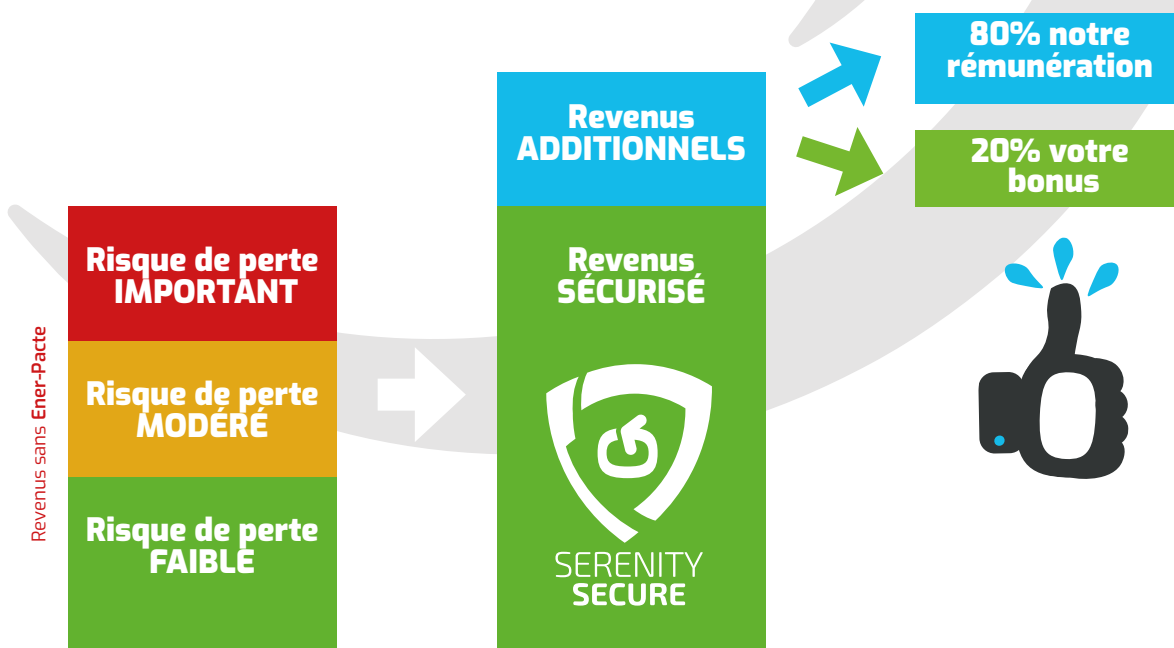 80% notre
rémunération
20% votre
bonus
Revenus
ADDITIONNELS
Revenus
SÉCURISÉ
SERENITY
SECURE
Risque de perte
IMPORTANT
Risque de perte
MODÉRÉ
Risque de perte
FAIBLE
Revenus sans Ener-Pacte